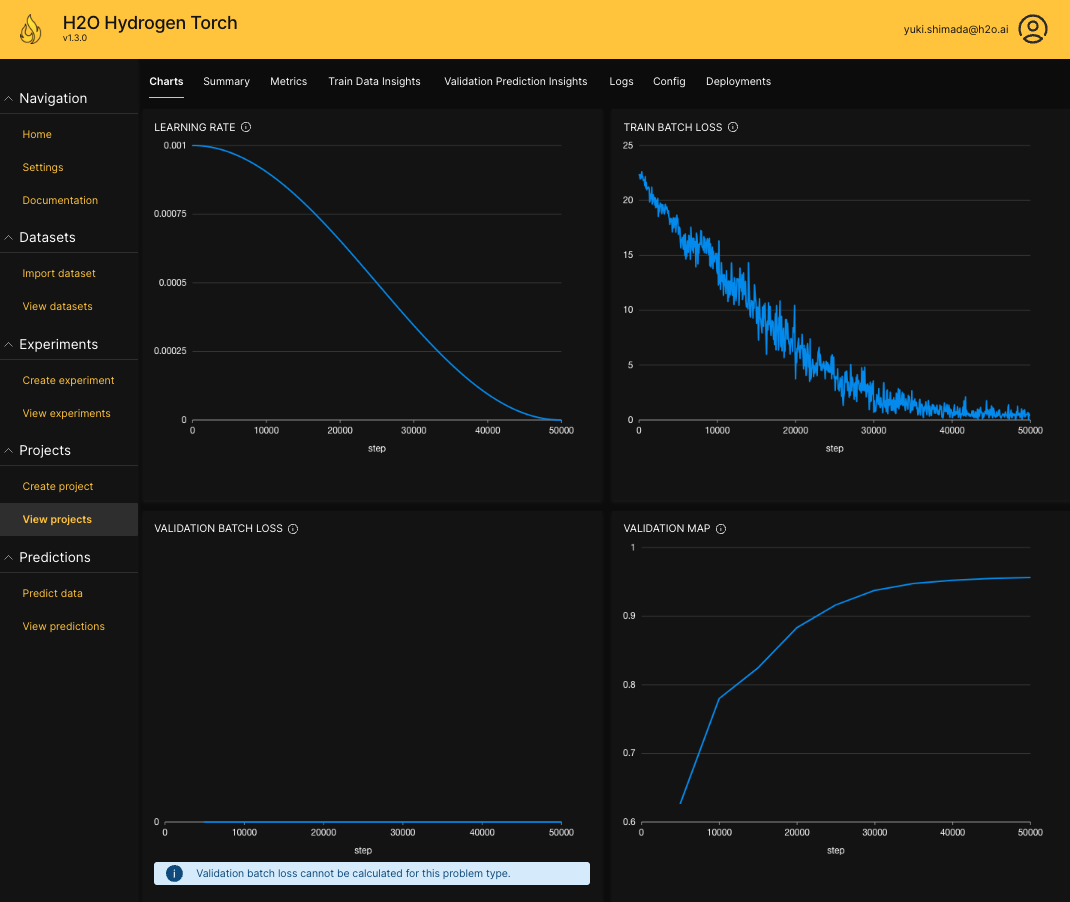 H2O Hydrogen Torch
v1.3.0
yuki.shimada@h2o.ai
Navigation
Home
Settings
Documentation
Datasets
Import dataset
View datasets
Experiments
Create experiment
View experiments
Projects
Create project
View projects
Predictions
Predict data
View predictions
Charts Summary Metrics Train Data Insights Validation Prediction Insights Logs Config Deployments
LEARNING RATE
0.001
0.00075
0.0005
0.00025
0
0 10000 20000 30000 40000 50000
step
TRAIN BATCH LOSS
25
20
15
10
5
0
0 10000 20000 30000 40000 50000
step
VALIDATION BATCH LOSS
0
0 10000 20000 30000 40000 50000
step
Validation batch loss cannot be calculated for this problem type.
VALIDATION MAP
1
0.9
0.8
0.7
0.6
0 10000 20000 30000 40000 50000
step